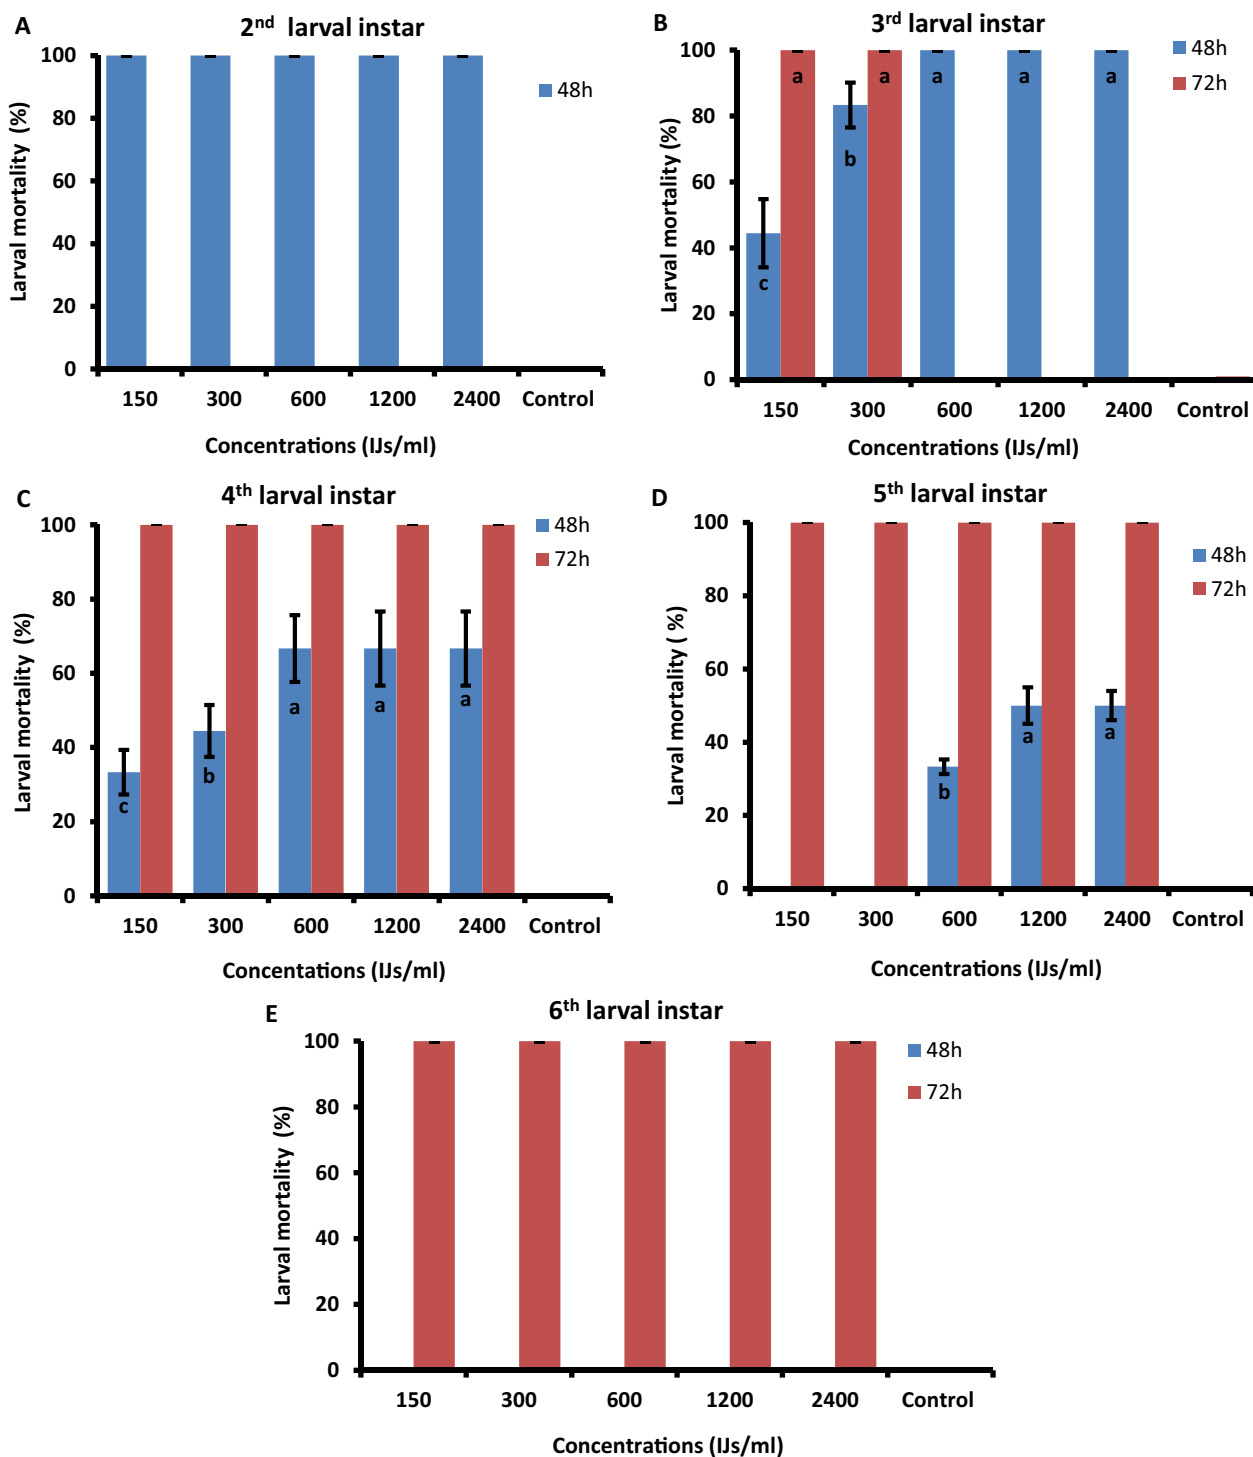 A
2nd larval instar
Larval mortality (%)
100
80
60
40
20
0
48h
150 300 600 1200 2400 Control
Concentrations (IJs/ml)
B
3rd larval instar
Larval mortality (%)
100
80
60
40
20
0
48h
72h
a a a a a
b
c
150 300 600 1200 2400 Control
Concentrations (IJs/ml)
C
4th larval instar
Larval mortality (%)
100
80
60
40
20
0
48h
72h
c b a a a
150 300 600 1200 2400 Control
Concentations (IJs/ml)
D
5th larval instar
Larval mortality ( %)
100
80
60
40
20
0
48h
72h
b a a
150 300 600 1200 2400 Control
Concentrations (IJs/ml)
E
6th larval instar
Larval mortality (%)
100
80
60
40
20
0
48h
72h
150 300 600 1200 2400 Control
Concentrations (IJs/ml)